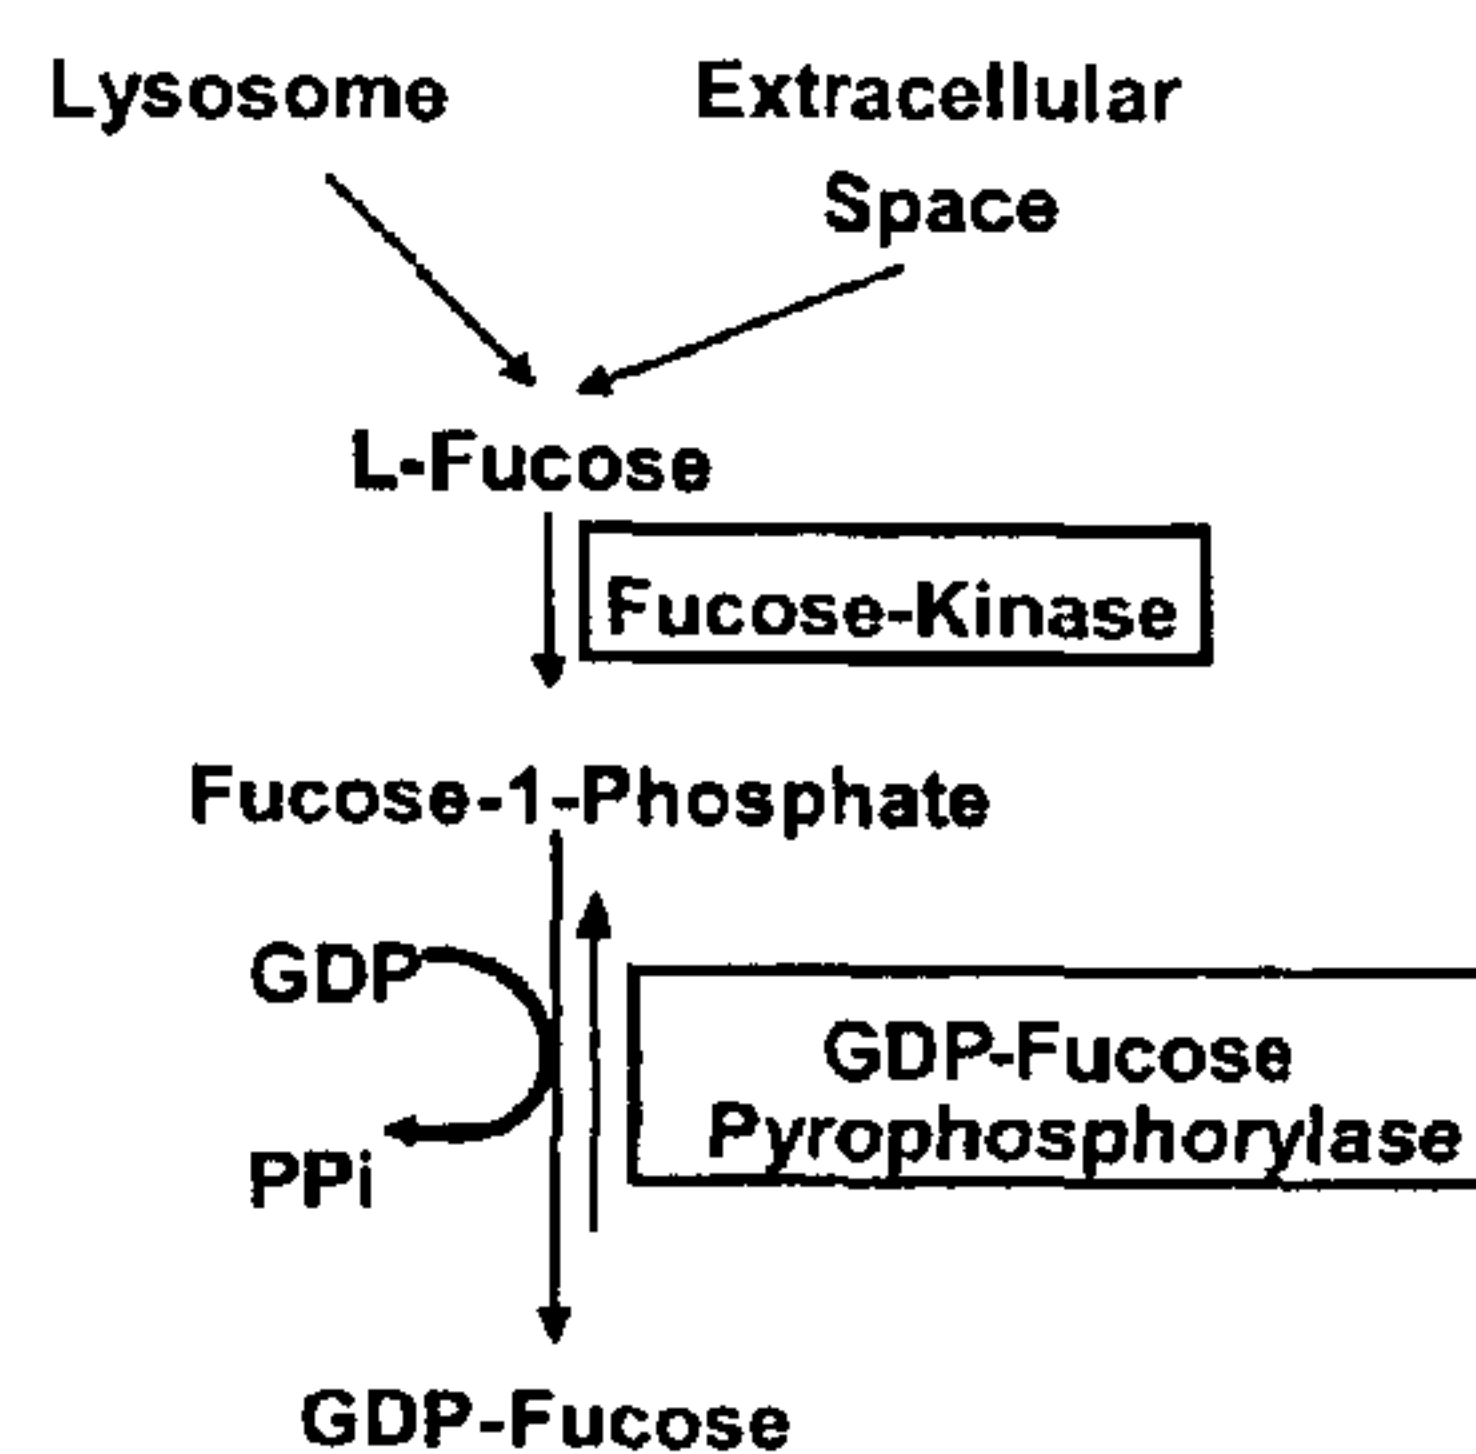 Lysosome
Extracellular
Space
L-Fucose
Fucose-Kinase
Fucose-1-Phosphate
GDP
GDP-Fucose
Pyrophosphorylase
PPi
GDP-Fucose